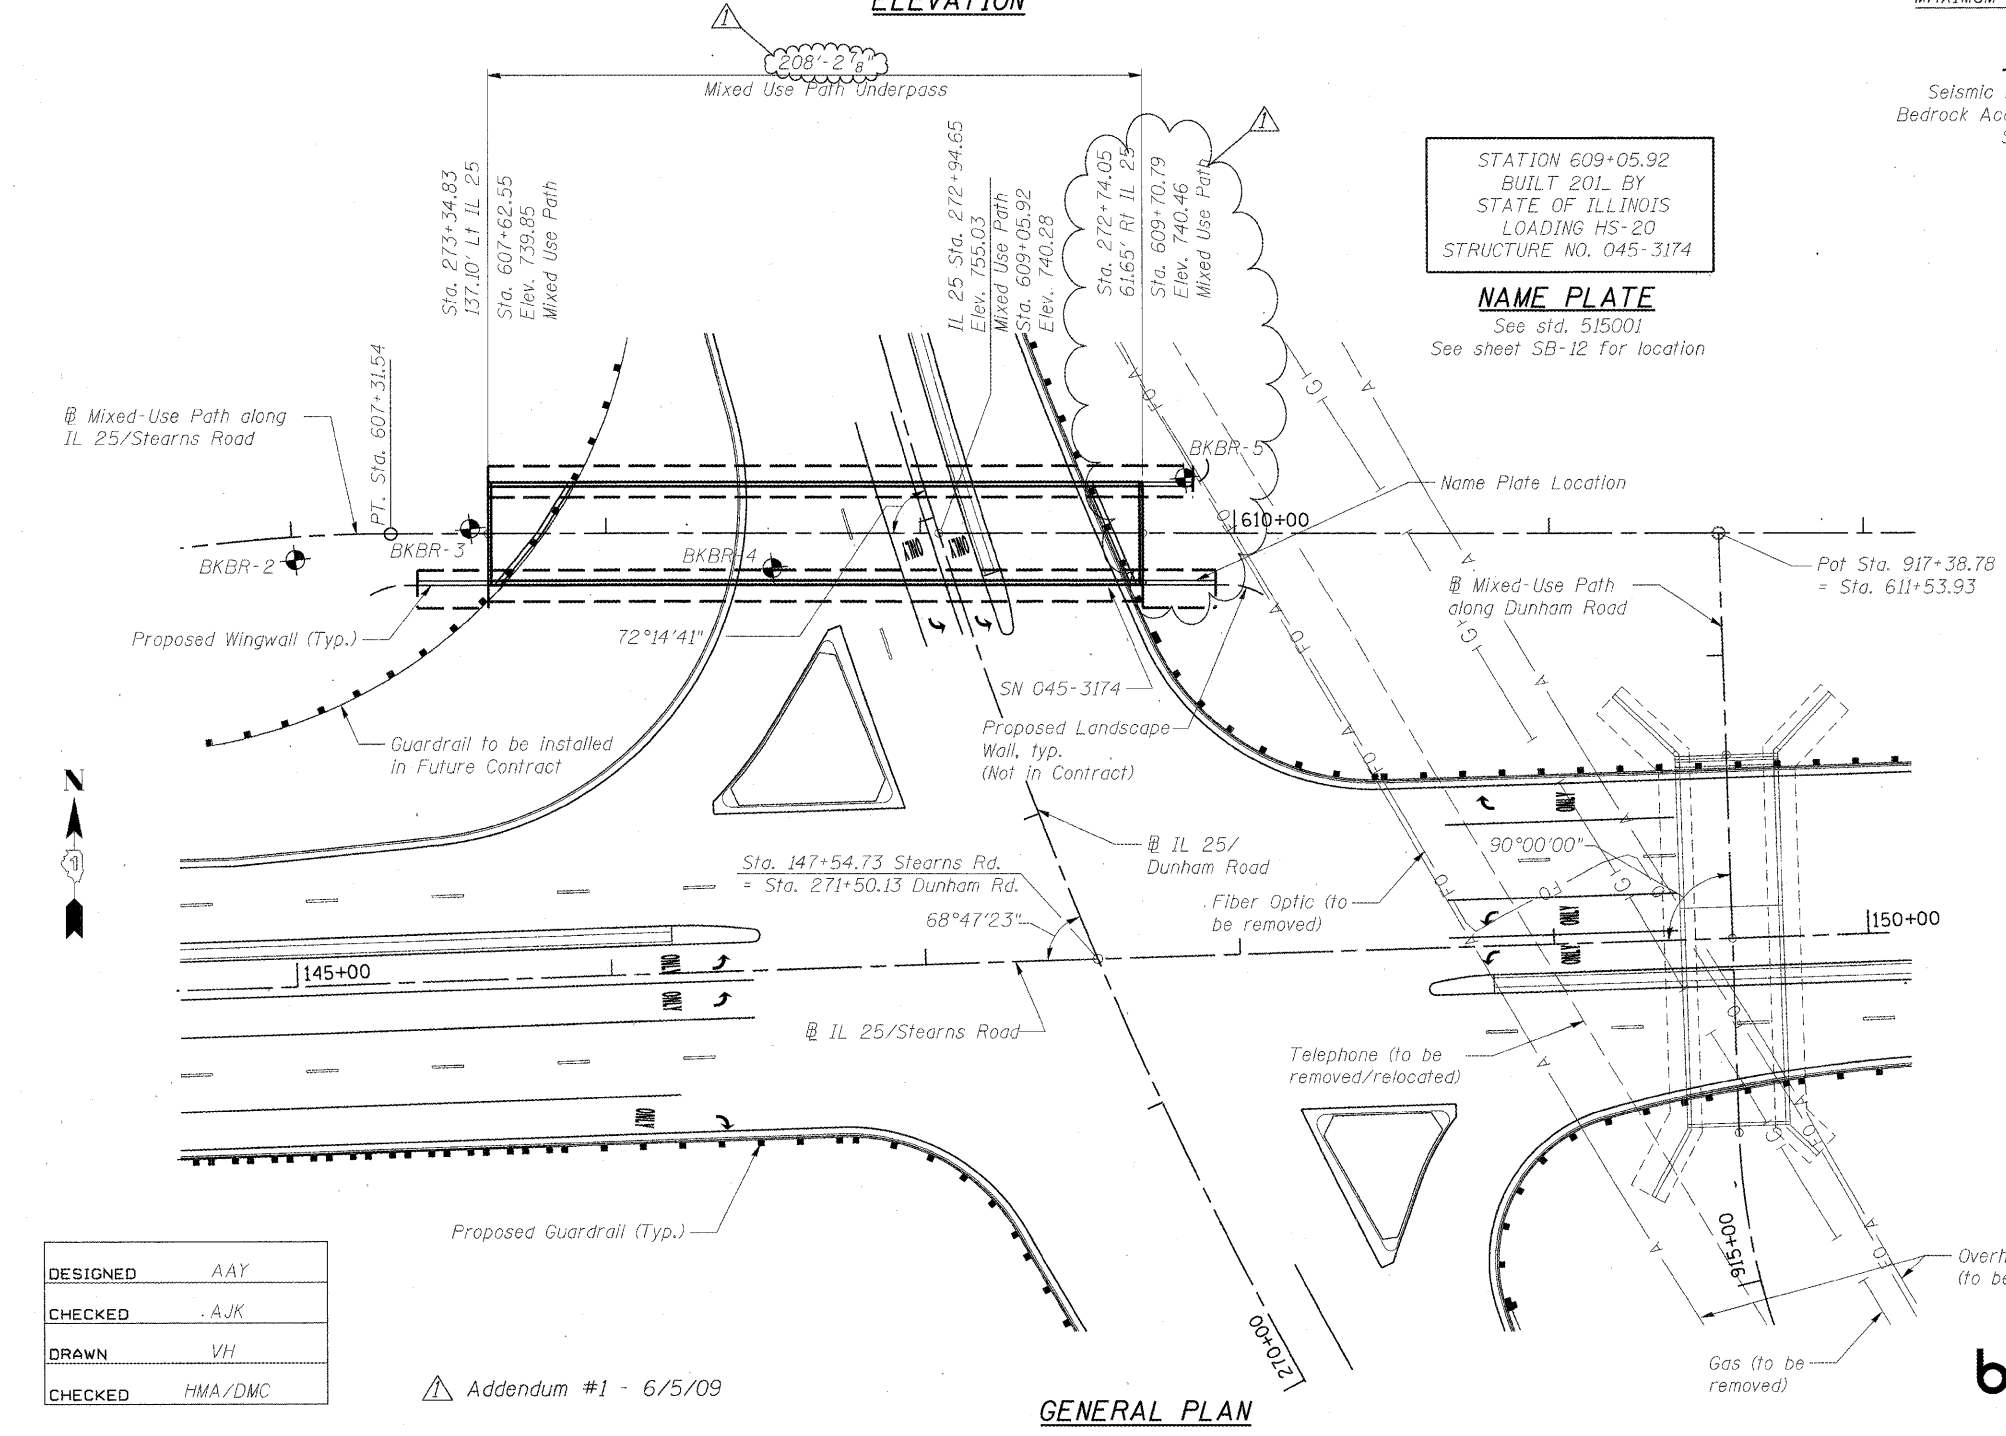 ELEVATION
1
208'-2 7/8"
Mixed Use Path Underpass
1
Seismic
Bedrock Acc
Sta. 273+34.83
137.10' Lt IL 25
Sta. 607+62.55
Elev. 739.85
Mixed Use Path
IL 25 Sta. 272+94.65
Elev. 755.03
Mixed Use Path
Sta. 609+05.92
Elev. 740.28
Sta. 272+74.05
61.65' Rt IL 25
Sta. 609+70.79
Elev. 740.46
Mixed Use Path
STATION 609+05.92
BUILT 201_ BY
STATE OF ILLINOIS
LOADING HS-20
STRUCTURE NO. 045-3174
NAME PLATE
See std. 515001
See sheet SB-12 for location
PT. Sta. 607+31.54
℄ Mixed-Use Path along
IL 25/Stearns Road
BKBR-5
Name Plate Location
610+00
BKBR-3
BKBR-2
BKBR-4
ONLY
ONLY
Pot Sta. 917+38.78
= Sta. 611+53.93
℄ Mixed-Use Path
along Dunham Road
Proposed Wingwall (Typ.)
72°14'41"
SN 045-3174
Proposed Landscape
Wall, typ.
(Not in Contract)
Guardrail to be installed
in Future Contract
N
1
ONLY
90°00'00"
℄ IL 25/
Dunham Road
Sta. 147+54.73 Stearns Rd.
= Sta. 271+50.13 Dunham Rd.
68°47'23"
Fiber Optic (to
be removed)
ONLY
ONLY
150+00
145+00
ONLY
ONLY
℄ IL 25/Stearns Road
Telephone (to be
removed/relocated)
ONLY
Proposed Guardrail (Typ.)
915+00
Overh
(to be
270+00
Gas (to be
removed)
DESIGNED AAY
CHECKED AJK
DRAWN VH
CHECKED HMA/DMC
1 Addendum #1 - 6/5/09
GENERAL PLAN
b